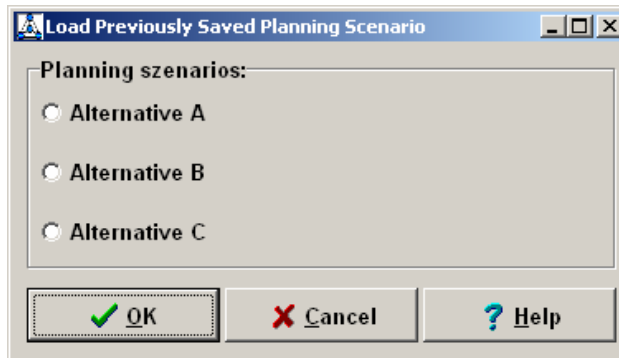 Load Previously Saved Planning Scenario
Planning szenarios:
Alternative A
Alternative B
Alternative C
OK Cancel Help